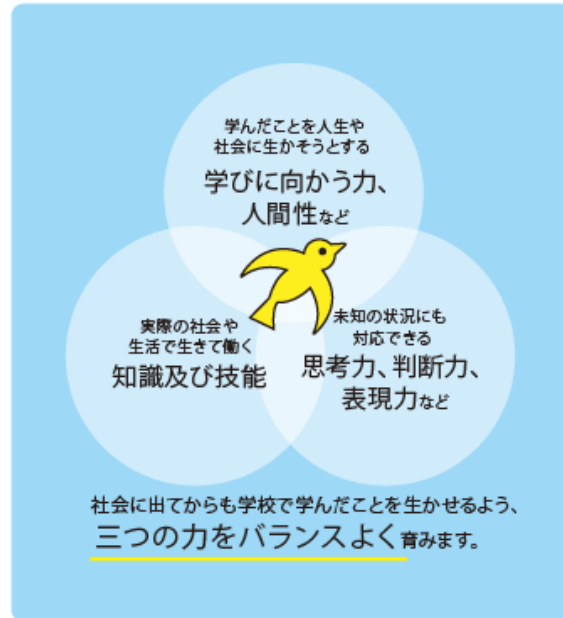 学んだことを人生や
社会に生かそうとする
学びに向かう力、
人間性など
実際の社会や
生活で生きて働く
知識及び技能
未知の状況にも
対応できる
思考力、判断力、
表現力など
社会に出てからも学校で学んだことを生かせるよう、
三つの力をバランスよく育みます。